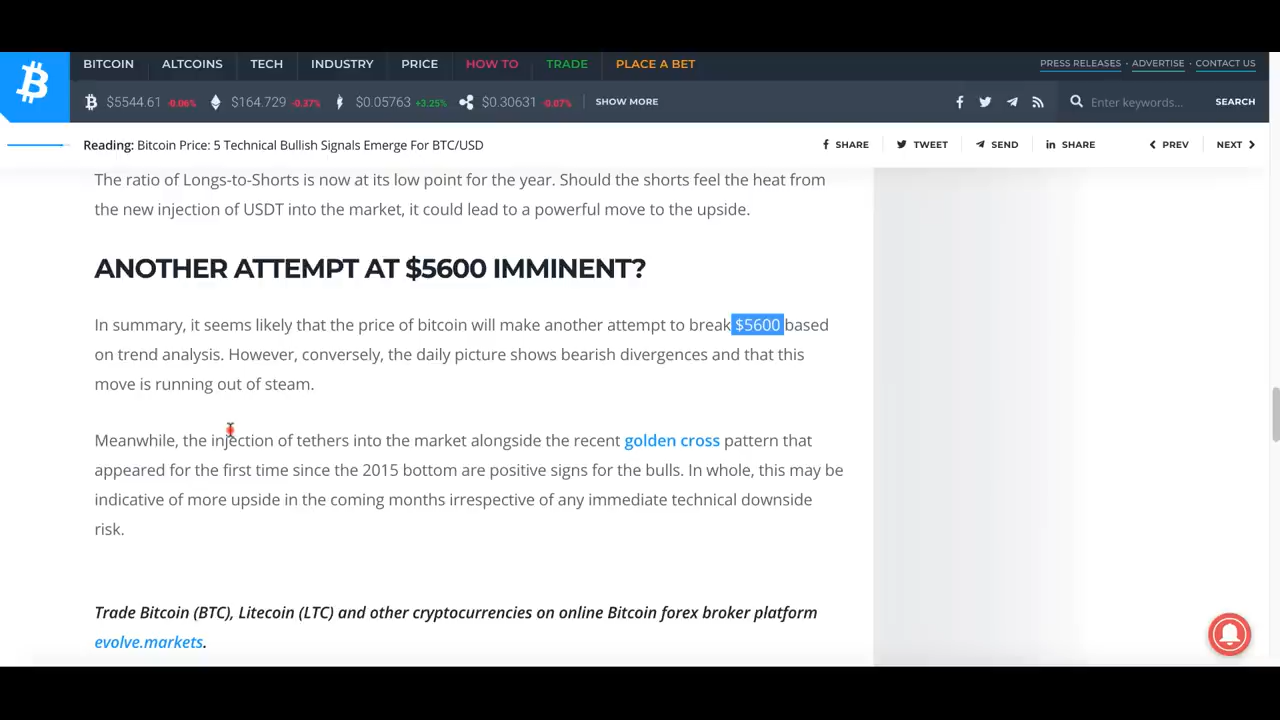 BITCOIN ALTCOINS TECH INDUSTRY PRICE HOW TO TRADE PLACE A BET PRESS RELEASES · ADVERTISE · CONTACT US
$5544.61 -0.06% $164.729 -0.37% $0.05763 +3.25% $0.30631 -0.07% SHOW MORE Enter keywords... SEARCH
Reading: Bitcoin Price: 5 Technical Bullish Signals Emerge For BTC/USD SHARE TWEET SEND SHARE PREV NEXT
The ratio of Longs-to-Shorts is now at its low point for the year. Should the shorts feel the heat from
the new injection of USDT into the market, it could lead to a powerful move to the upside.
ANOTHER ATTEMPT AT $5600 IMMINENT?
In summary, it seems likely that the price of bitcoin will make another attempt to break $5600 based
on trend analysis. However, conversely, the daily picture shows bearish divergences and that this
move is running out of steam.
Meanwhile, the injection of tethers into the market alongside the recent golden cross pattern that
appeared for the first time since the 2015 bottom are positive signs for the bulls. In whole, this may be
indicative of more upside in the coming months irrespective of any immediate technical downside
risk.
Trade Bitcoin (BTC), Litecoin (LTC) and other cryptocurrencies on online Bitcoin forex broker platform
evolve.markets.